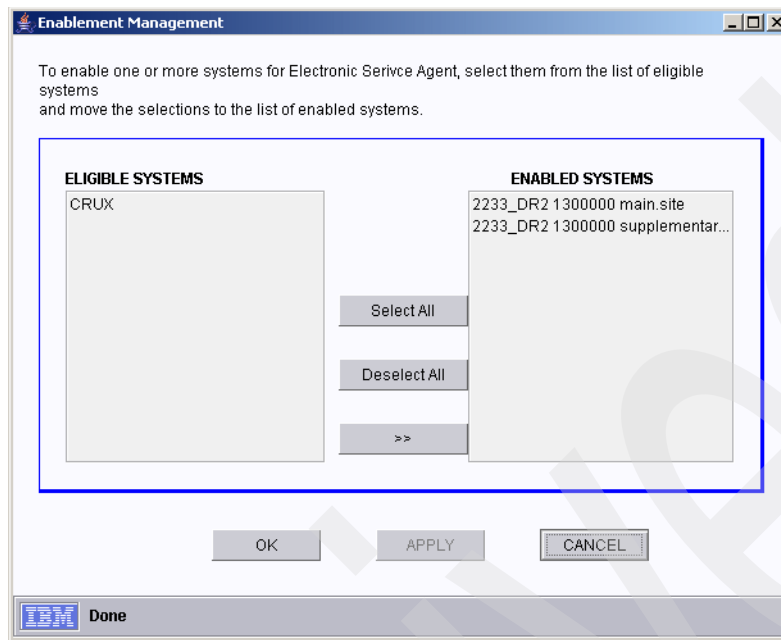 Enablement Management
To enable one or more systems for Electronic Serivce Agent, select them from the list of eligible
systems
and move the selections to the list of enabled systems.
ELIGIBLE SYSTEMS
CRUX
ENABLED SYSTEMS
2233_DR2 1300000 main.site
2233_DR2 1300000 supplementar...
Select All
Deselect All
>>
OK
APPLY
CANCEL
IBM
Done